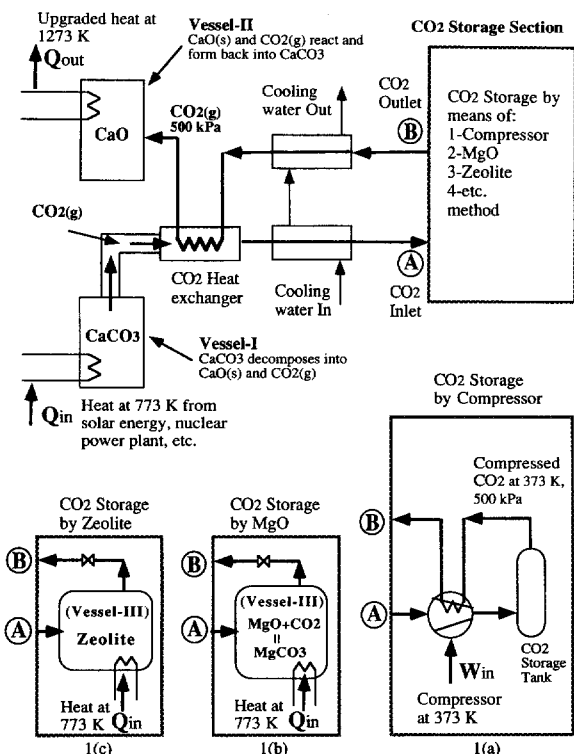 Upgraded heat at
1273 K
Qout
Vessel-II
CaO(s) and CO2(g) react and
form back into CaCO3
CaO
CO2(g)
500 kPa
Cooling
water Out
CO2 Storage Section
CO2
Outlet
B
CO2 Storage by
means of:
1-Compressor
2-MgO
3-Zeolite
4-etc.
method
CO2(g)
CO2 Heat
exchanger
Cooling
water In
A
CO2
Inlet
CaCO3
Vessel-I
CaCO3 decomposes into
CaO(s) and CO2(g)
Qin
Heat at 773 K from
solar energy, nuclear
power plant, etc.
CO2 Storage
by Compressor
Compressed
CO2 at 373 K,
500 kPa
B
A
Win
CO2
Storage
Tank
Compressor
at 373 K
1(a)
CO2 Storage
by Zeolite
B
(Vessel-III)
A
Zeolite
Heat at
773 K Qin
1(c)
CO2 Storage
by MgO
B
(Vessel-III)
A
MgO+CO2
=
MgCO3
Heat at
773 K Qin
1(b)